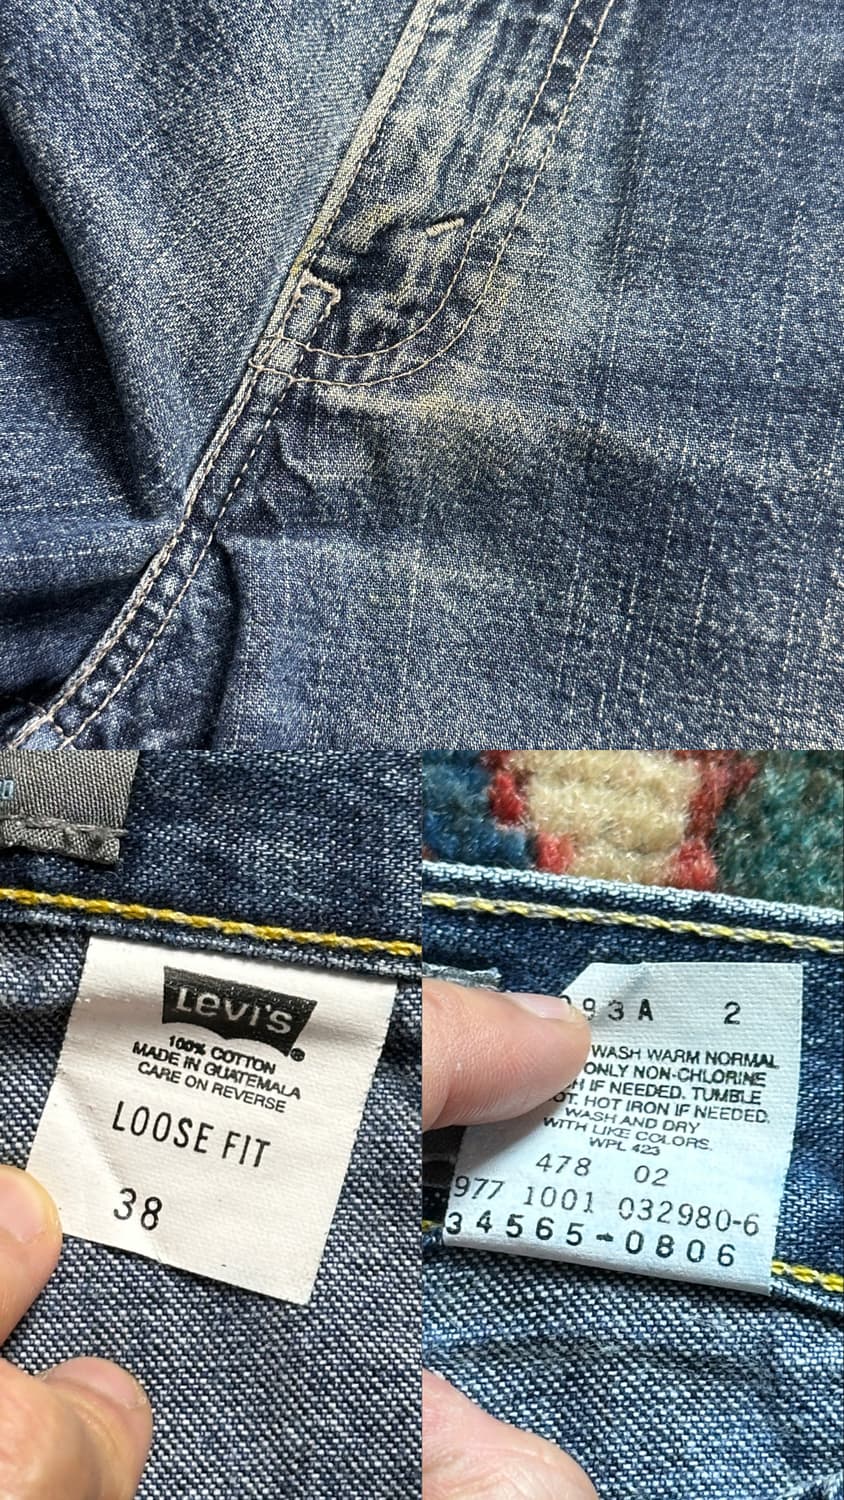 Levi's®
100% COTTON
MADE IN GUATEMALA
CARE ON REVERSE
LOOSE FIT
38
93A 2
WASH WARM NORMAL
ONLY NON-CHLORINE
IF NEEDED. TUMBLE
HOT IRON IF NEEDED.
WASH AND DRY
WITH LIKE COLORS.
WPL 423
478 02
977 1001 032980-6
34565-0806